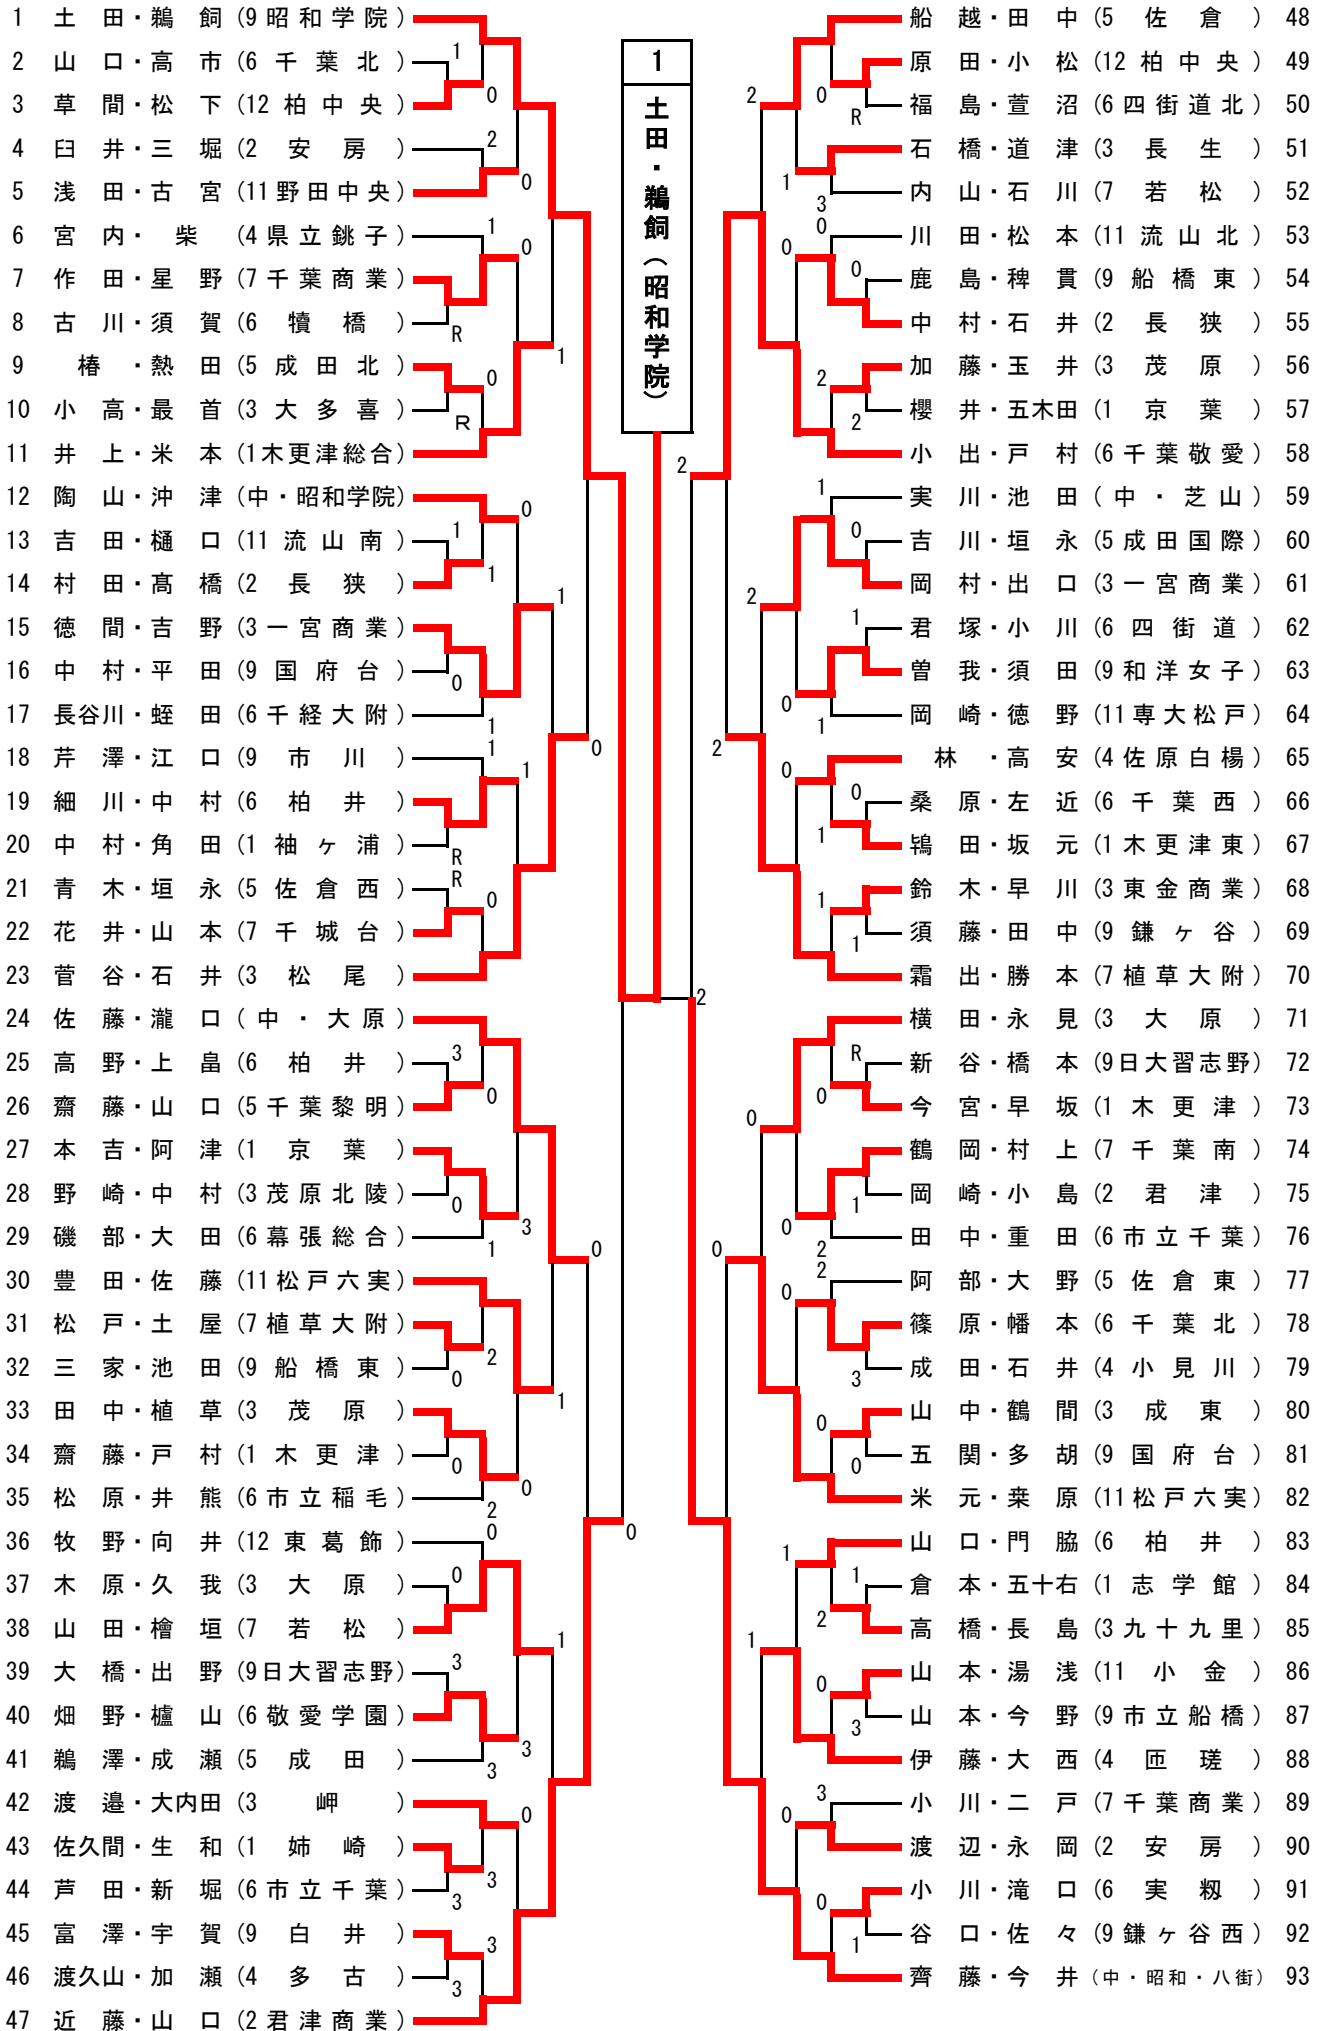 1 土田・鵜飼 (9 昭和学院)
2 山口・高市 (6 千葉北)
3 草間・松下 (12 柏中央)
4 臼井・三堀 (2 安房)
5 浅田・古宮 (11 野田中央)
6 宮内・柴 (4 県立銚子)
7 作田・星野 (7 千葉商業)
8 古川・須賀 (6 犢橋)
9 椿・熱田 (5 成田北)
10 小高・最首 (3 大多喜)
11 井上・米本 (1 木更津総合)
12 陶山・沖津 (中・昭和学院)
13 吉田・樋口 (11 流山南)
14 村田・髙橋 (2 長狭)
15 徳間・吉野 (3 一宮商業)
16 中村・平田 (9 国府台)
17 長谷川・蛭田 (6 千経大附)
18 芹澤・江口 (9 市川)
19 細川・中村 (6 柏井)
20 中村・角田 (1 袖ヶ浦)
21 青木・垣永 (5 佐倉西)
22 花井・山本 (7 千城台)
23 菅谷・石井 (3 松尾)
24 佐藤・瀧口 (中・大原)
25 高野・上畠 (6 柏井)
26 齋藤・山口 (5 千葉黎明)
27 本吉・阿津 (1 京葉)
28 野崎・中村 (3 茂原北陵)
29 磯部・大田 (6 幕張総合)
30 豊田・佐藤 (11 松戸六実)
31 松戸・土屋 (7 植草大附)
32 三家・池田 (9 船橋東)
33 田中・植草 (3 茂原)
34 齋藤・戸村 (1 木更津)
35 松原・井熊 (6 市立稲毛)
36 牧野・向井 (12 東葛飾)
37 木原・久我 (3 大原)
38 山田・檜垣 (7 若松)
39 大橋・出野 (9 日大習志野)
40 畑野・櫨山 (6 敬愛学園)
41 鵜澤・成瀬 (5 成田)
42 渡邉・大内田 (3 岬)
43 佐久間・生和 (1 姉崎)
44 芦田・新堀 (6 市立千葉)
45 富澤・宇賀 (9 白井)
46 渡久山・加瀬 (4 多古)
47 近藤・山口 (2 君津商業)
1
土田・鵜飼(昭和学院)
船越・田中 (5 佐倉) 48
原田・小松 (12 柏中央) 49
福島・萱沼 (6 四街道北) 50
石橋・道津 (3 長生) 51
内山・石川 (7 若松) 52
川田・松本 (11 流山北) 53
鹿島・稗貫 (9 船橋東) 54
中村・石井 (2 長狭) 55
加藤・玉井 (3 茂原) 56
櫻井・五木田 (1 京葉) 57
小出・戸村 (6 千葉敬愛) 58
実川・池田 (中・芝山) 59
吉川・垣永 (5 成田国際) 60
岡村・出口 (3 一宮商業) 61
君塚・小川 (6 四街道) 62
曽我・須田 (9 和洋女子) 63
岡崎・徳野 (11 専大松戸) 64
林・高安 (4 佐原白楊) 65
桑原・左近 (6 千葉西) 66
鴇田・坂元 (1 木更津東) 67
鈴木・早川 (3 東金商業) 68
須藤・田中 (9 鎌ヶ谷) 69
霜出・勝本 (7 植草大附) 70
横田・永見 (3 大原) 71
新谷・橋本 (9 日大習志野) 72
今宮・早坂 (1 木更津) 73
鶴岡・村上 (7 千葉南) 74
岡崎・小島 (2 君津) 75
田中・重田 (6 市立千葉) 76
阿部・大野 (5 佐倉東) 77
篠原・幡本 (6 千葉北) 78
成田・石井 (4 小見川) 79
山中・鶴間 (3 成東) 80
五関・多胡 (9 国府台) 81
米元・桒原 (11 松戸六実) 82
山口・門脇 (6 柏井) 83
倉本・五十右 (1 志学館) 84
高橋・長島 (3 九十九里) 85
山本・湯浅 (11 小金) 86
山本・今野 (9 市立船橋) 87
伊藤・大西 (4 匝瑳) 88
小川・二戸 (7 千葉商業) 89
渡辺・永岡 (2 安房) 90
小川・滝口 (6 実籾) 91
谷口・佐々 (9 鎌ヶ谷西) 92
齊藤・今井 (中・昭和・八街) 93